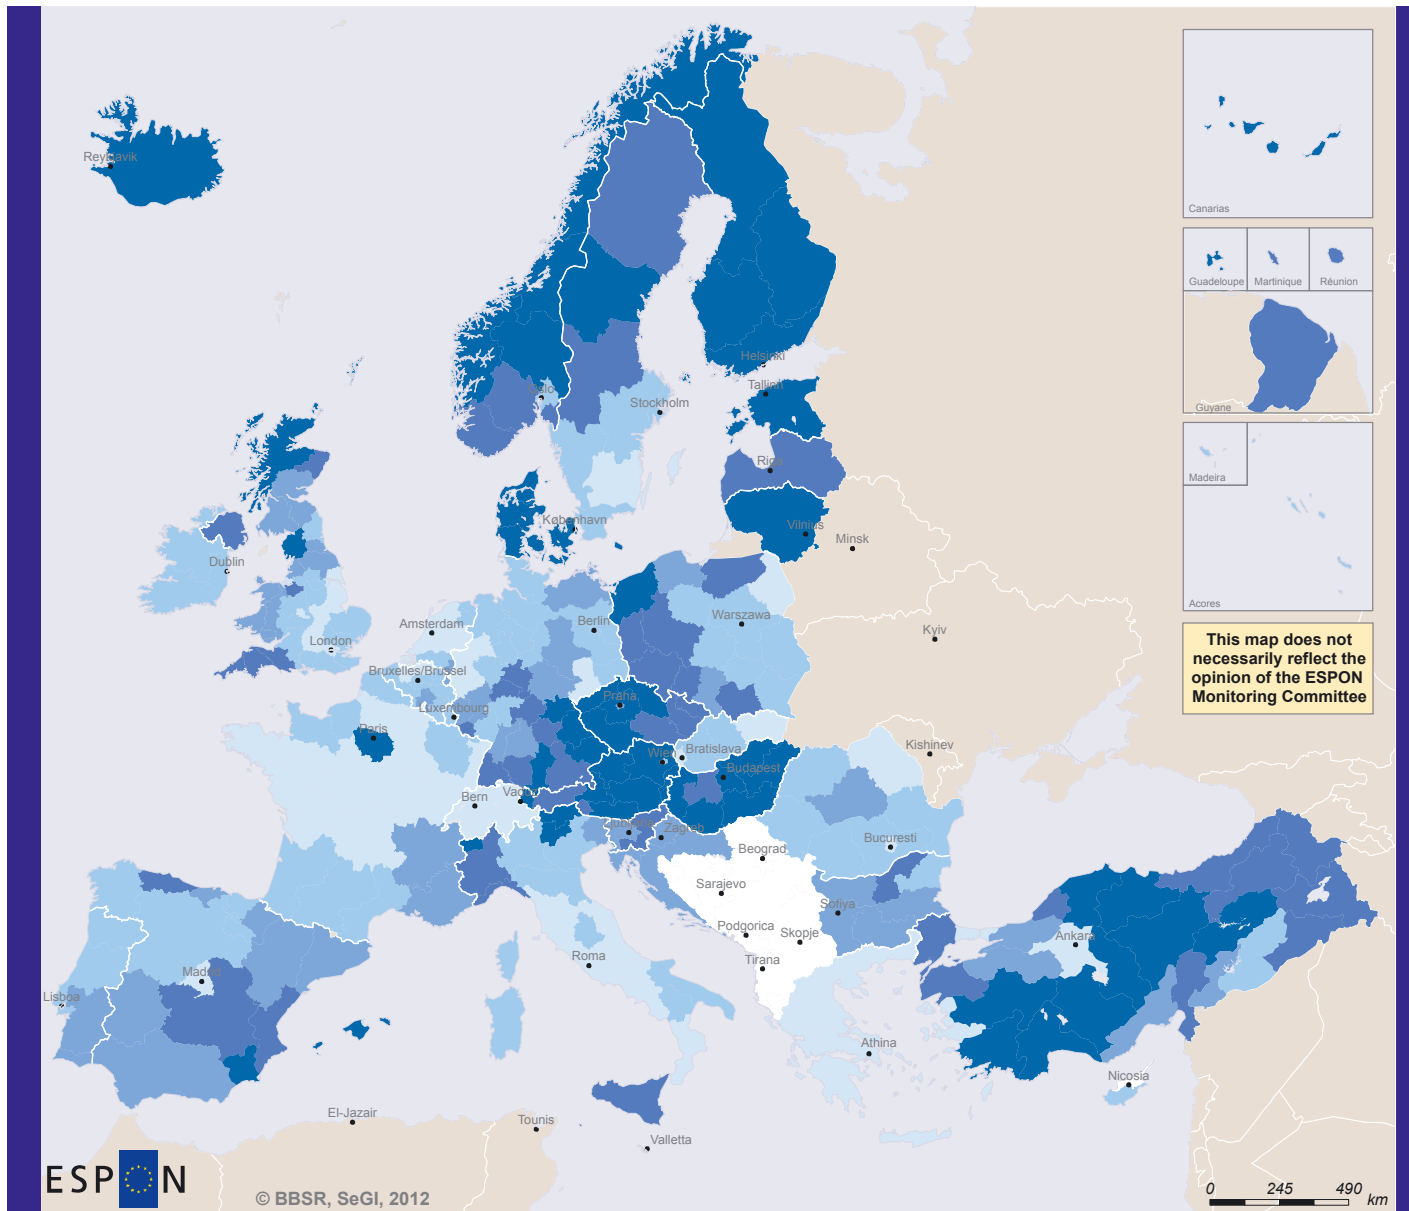 Canarias
Reykjavik
Guadeloupe
Martinique
Réunion
Helsinki
Tallinn
Oslo
Stockholm
Guyane
Riga
Madeira
København
Vilnius
Minsk
Dublin
Acores
Warszawa
Amsterdam
Berlin
Kyiv
London
This map does not
necessarily reflect the
opinion of the ESPON
Monitoring Committee
Bruxelles/Brussel
Praha
Luxembourg
Paris
Kishinev
Wien
Bratislava
Budapest
Bern
Vaduz
Ljubljana
Zagreb
Bucuresti
Beograd
Sarajevo
Sofiya
Podgorica
Skopje
Ankara
Roma
Tirana
Madrid
Lisboa
Athina
Nicosia
El-Jazair
Tounis
Valletta
ESPON
© BBSR, SeGI, 2012
0 245 490
km